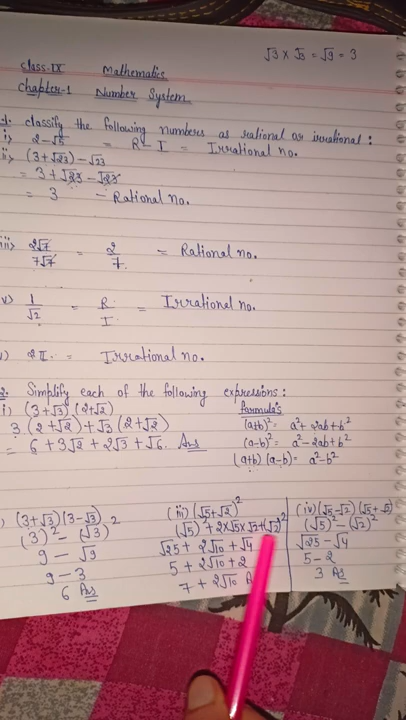 √3 × √3 = √9 = 3
Class-IX Mathematics
Chapter-1 Number System
classify the following numbers as rational or irrational :
i) 2-√5 = R - I = Irrational no.
ii) (3+√23) - √23
= 3 + √23 - √23
= 3 - Rational no.
iii) 2√7/7√7 = 2/7 = Rational no.
v) 1/√2 = R/I = Irrational no.
) 2π = Irrational no.
2. Simplify each of the following expressions :
i) (3+√3) (2+√2)
formula's
3 (2+√2) + √3 (2+√2)
(a+b)² = a²+2ab+b²
= 6 + 3√2 + 2√3 + √6. Ans
(a-b)² = a²-2ab+b²
(a+b) (a-b) = a²-b²
) (3+√3) (3-√3)
(3)² - (√3)²
9 - √9
9 - 3
6 Ans
(iii) (√5+√2)²
(√5)² + 2×√5×√2+(√2)²
√25 + 2√10 + √4
5 + 2√10 + 2
7 + 2√10
(iv) (√5-√2) (√5+√2)
(√5)² - (√2)²
√25 - √4
5 - 2
3 Ans